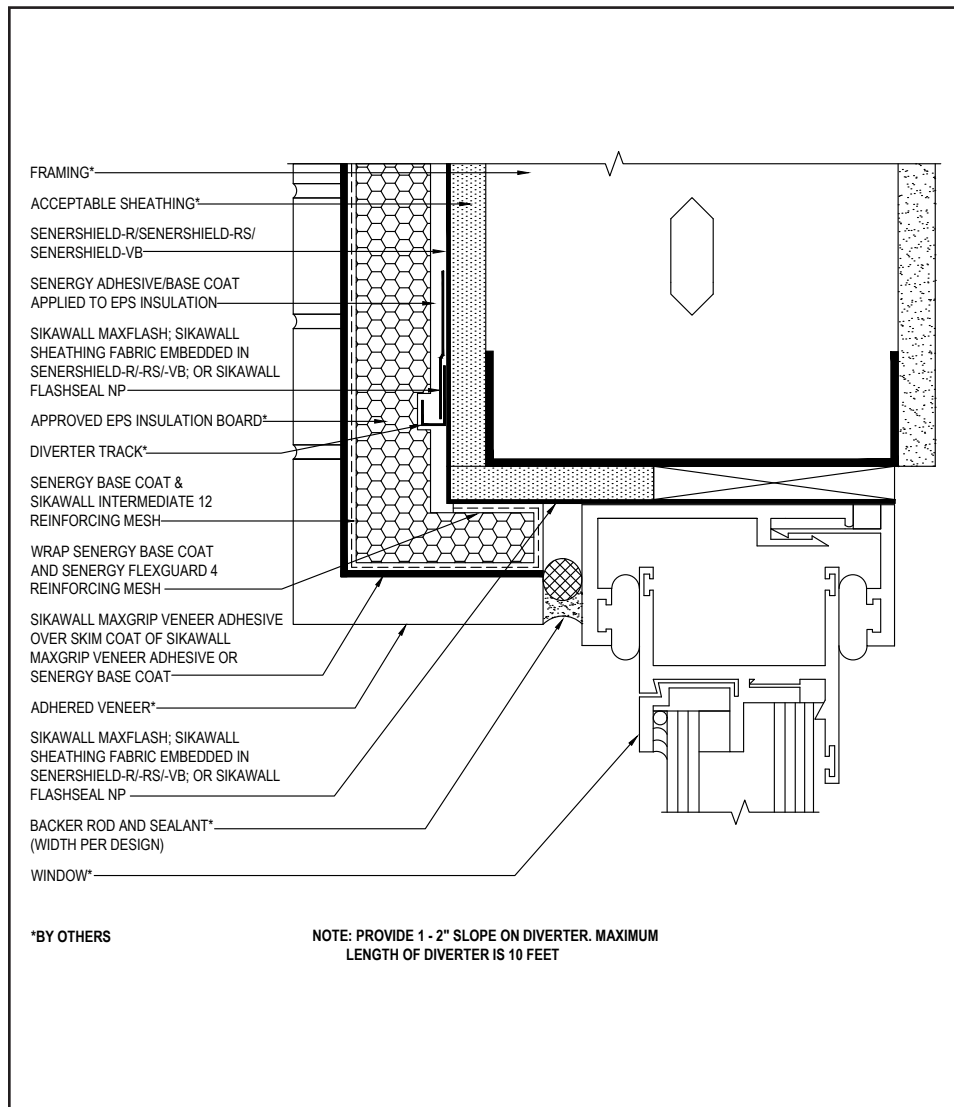 FRAMING*
ACCEPTABLE SHEATHING*
SENERSHIELD-R/SENERSHIELD-RS/
SENERSHIELD-VB
SENERGY ADHESIVE/BASE COAT
APPLIED TO EPS INSULATION
SIKAWALL MAXFLASH; SIKAWALL
SHEATHING FABRIC EMBEDDED IN
SENERSHIELD-R/-RS/-VB; OR SIKAWALL
FLASHSEAL NP
APPROVED EPS INSULATION BOARD*
DIVERTER TRACK*
SENERGY BASE COAT &
SIKAWALL INTERMEDIATE 12
REINFORCING MESH
WRAP SENERGY BASE COAT
AND SENERGY FLEXGUARD 4
REINFORCING MESH
SIKAWALL MAXGRIP VENEER ADHESIVE
OVER SKIM COAT OF SIKAWALL
MAXGRIP VENEER ADHESIVE OR
SENERGY BASE COAT
ADHERED VENEER*
SIKAWALL MAXFLASH; SIKAWALL
SHEATHING FABRIC EMBEDDED IN
SENERSHIELD-R/-RS/-VB; OR SIKAWALL
FLASHSEAL NP
BACKER ROD AND SEALANT*
(WIDTH PER DESIGN)
WINDOW*
*BY OTHERS
NOTE: PROVIDE 1 - 2" SLOPE ON DIVERTER. MAXIMUM
LENGTH OF DIVERTER IS 10 FEET